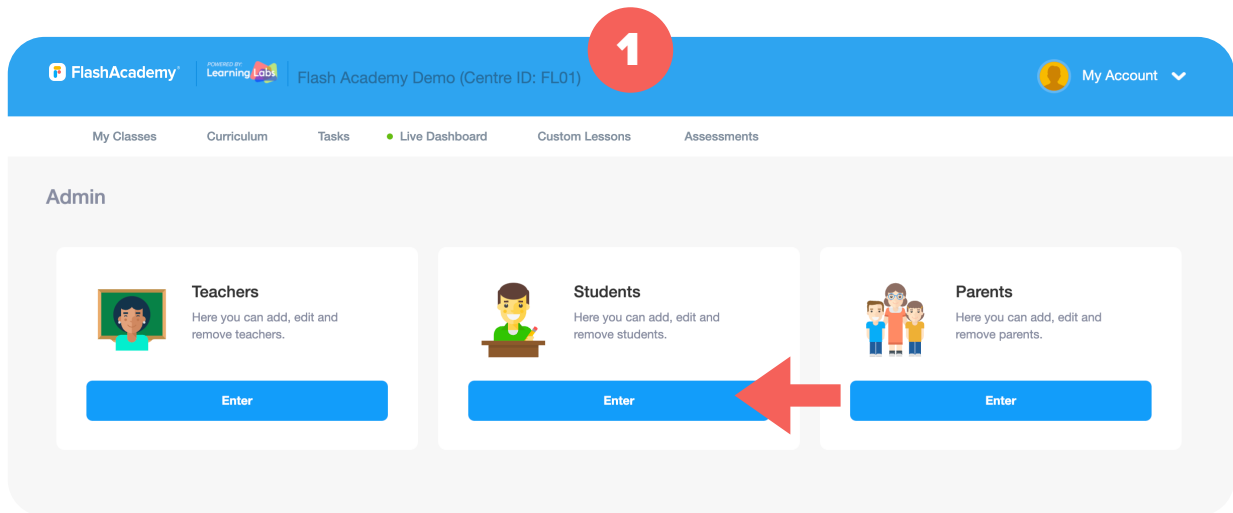 1
FlashAcademy®
POWERED BY
Learning Labs
Flash Academy Demo (Centre ID: FL01)
My Account
My Classes
Curriculum
Tasks
Live Dashboard
Custom Lessons
Assessments
Admin
Teachers
Here you can add, edit and
remove teachers.
Enter
Students
Here you can add, edit and
remove students.
Enter
Parents
Here you can add, edit and
remove parents.
Enter